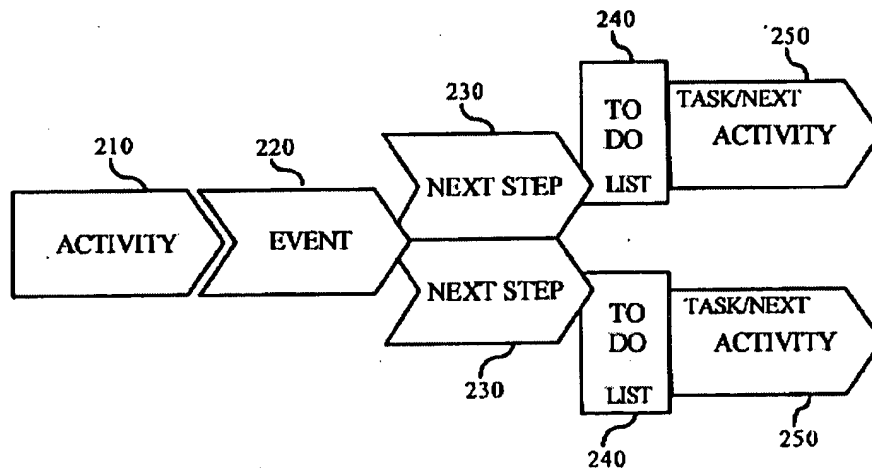 240
250
230
TO
DO
LIST
TASK/NEXT
ACTIVITY
210
220
NEXT STEP
ACTIVITY
EVENT
NEXT STEP
TO
DO
LIST
TASK/NEXT
ACTIVITY
230
240
250